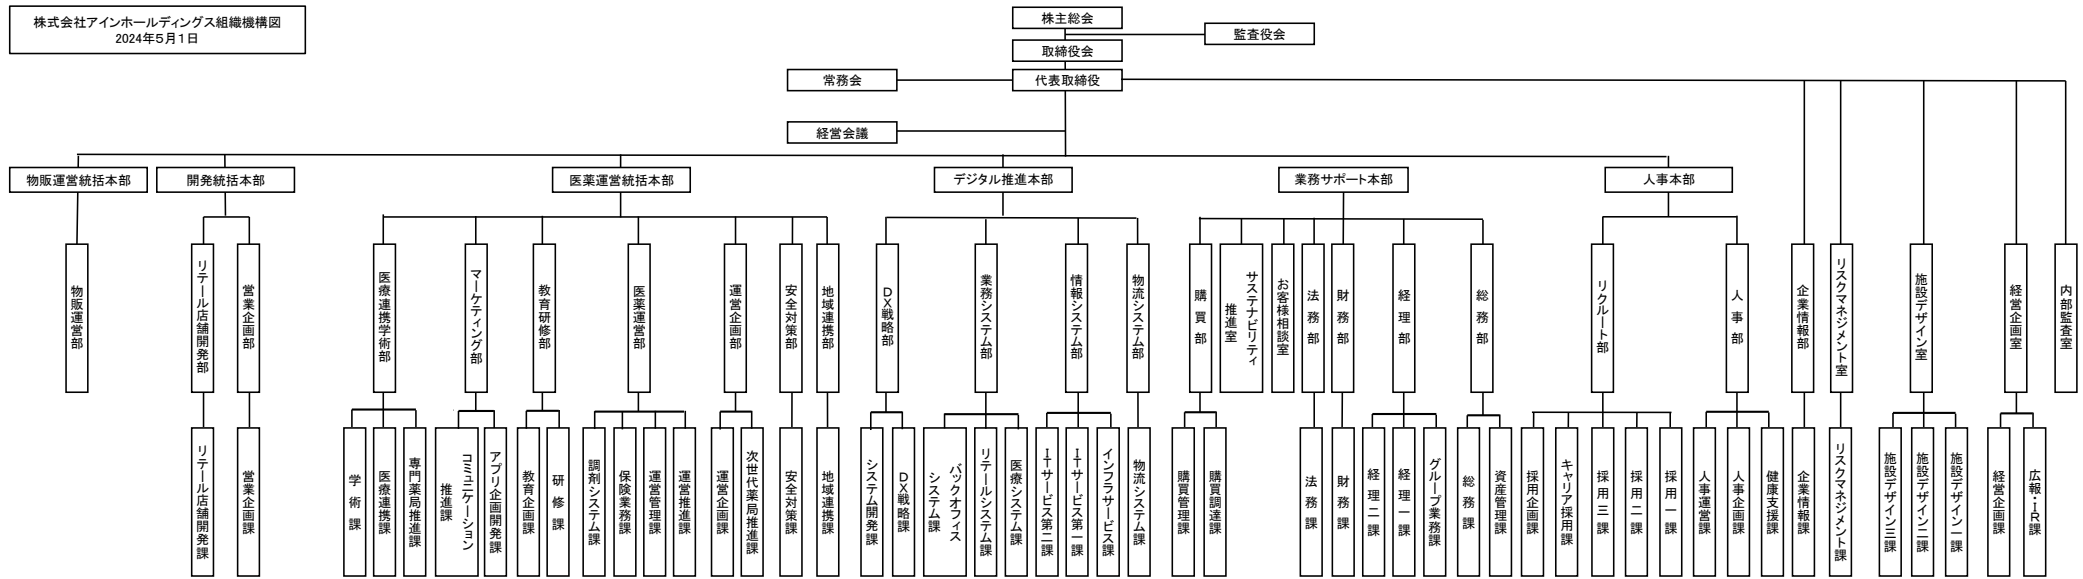 株式会社アインホールディングス組織機構図
2024年5月1日
株主総会
監査役会
取締役会
常務会
代表取締役
経営会議
物販運営統括本部
開発統括本部
医薬運営統括本部
デジタル推進本部
業務サポート本部
人事本部
物販運営部
リテール店舗開発部
営業企画部
医療連携学術部
マーケティング部
教育研修部
医薬運営部
運営企画部
安全対策部
地域連携部
DX戦略部
業務システム部
情報システム部
物流システム部
購買部
サステナビリティ
推進室
お客様相談室
法務部
財務部
経理部
総務部
リクルート部
人事部
企業情報部
リスクマネジメント室
施設デザイン室
経営企画室
内部監査室
リテール店舗開発課
営業企画課
学術課
医療連携課
専門薬局推進課
コミュニケーション
推進課
アプリ企画開発課
教育企画課
研修課
調剤システム課
保険業務課
運営管理課
運営推進課
運営企画課
次世代薬局推進課
安全対策課
地域連携課
システム開発課
DX戦略課
バックオフィス
システム課
リテールシステム課
医療システム課
ITサービス第二課
ITサービス第一課
インフラサービス課
物流システム課
購買管理課
購買調達課
法務課
財務課
経理二課
経理一課
グループ業務課
総務課
資産管理課
採用企画課
キャリア採用課
採用三課
採用二課
採用一課
人事運営課
人事企画課
健康支援課
企業情報課
リスクマネジメント課
施設デザイン三課
施設デザイン二課
施設デザイン一課
経営企画課
広報・IR課